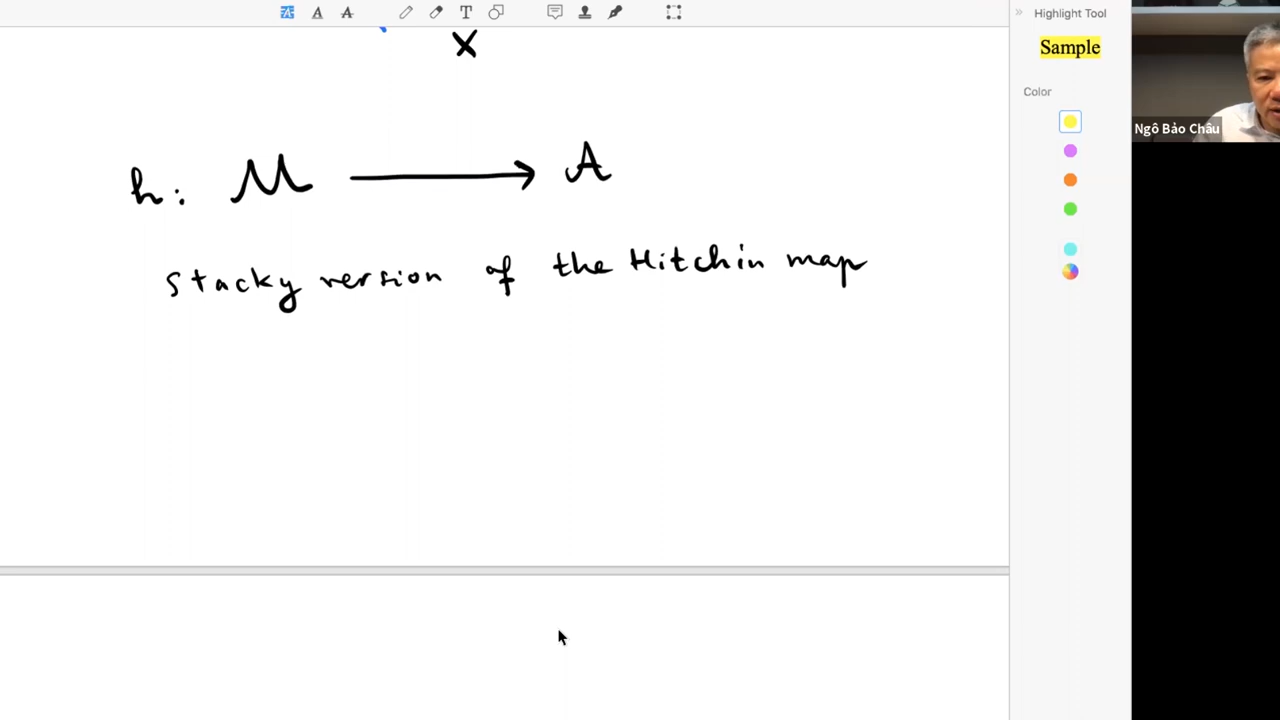 X
Highlight Tool
Sample
Color
Ngô Bảo Châu
h: M → A
stacky version of the Hitchin map